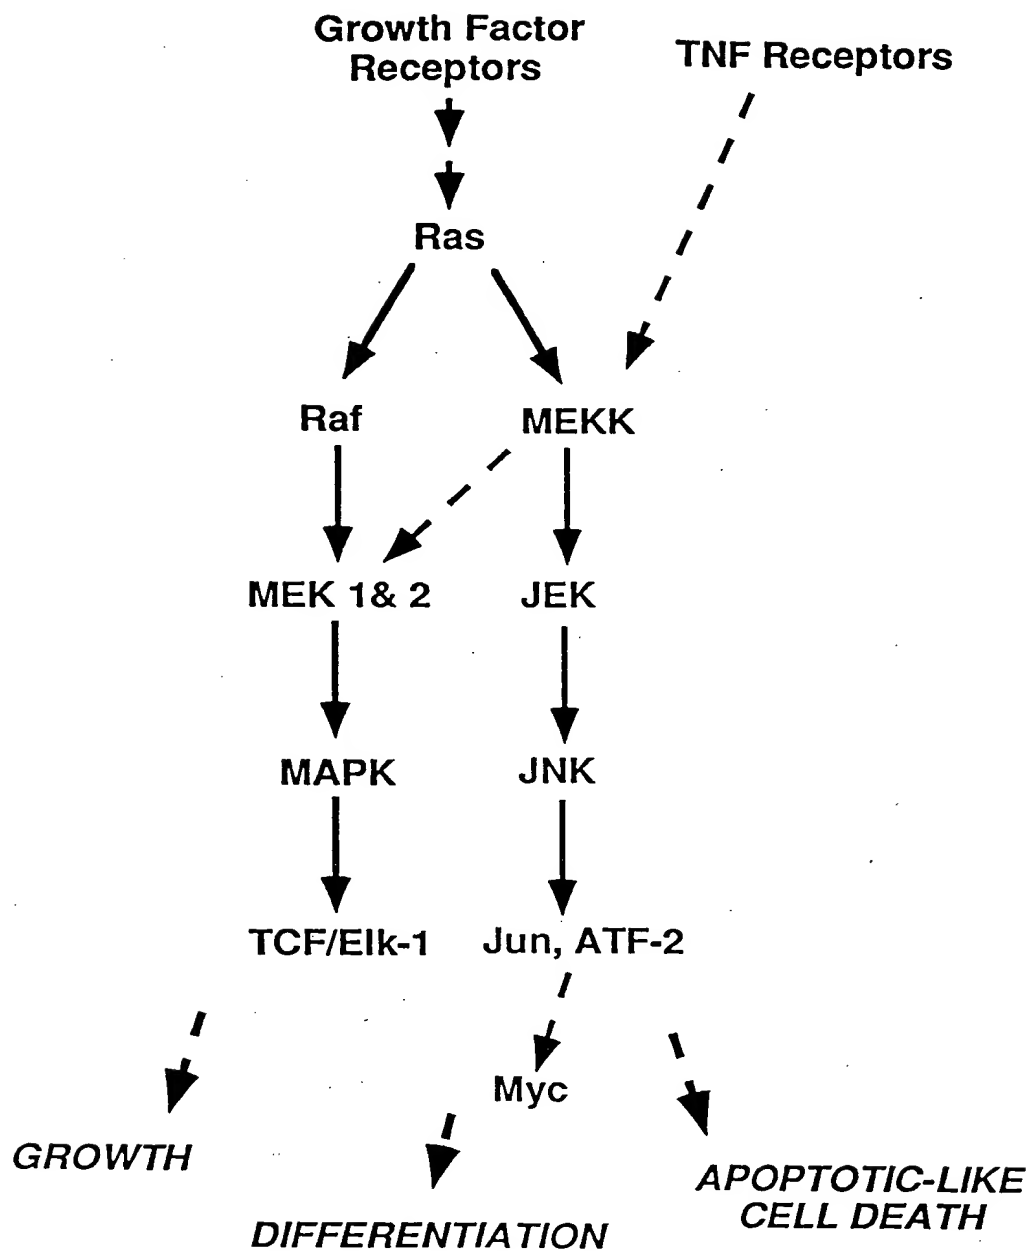 Growth Factor
Receptors
TNF Receptors
Ras
Raf
MEKK
MEK 1& 2
JEK
MAPK
JNK
TCF/Elk-1
Jun, ATF-2
Myc
GROWTH
APOPTOTIC-LIKE
CELL DEATH
DIFFERENTIATION